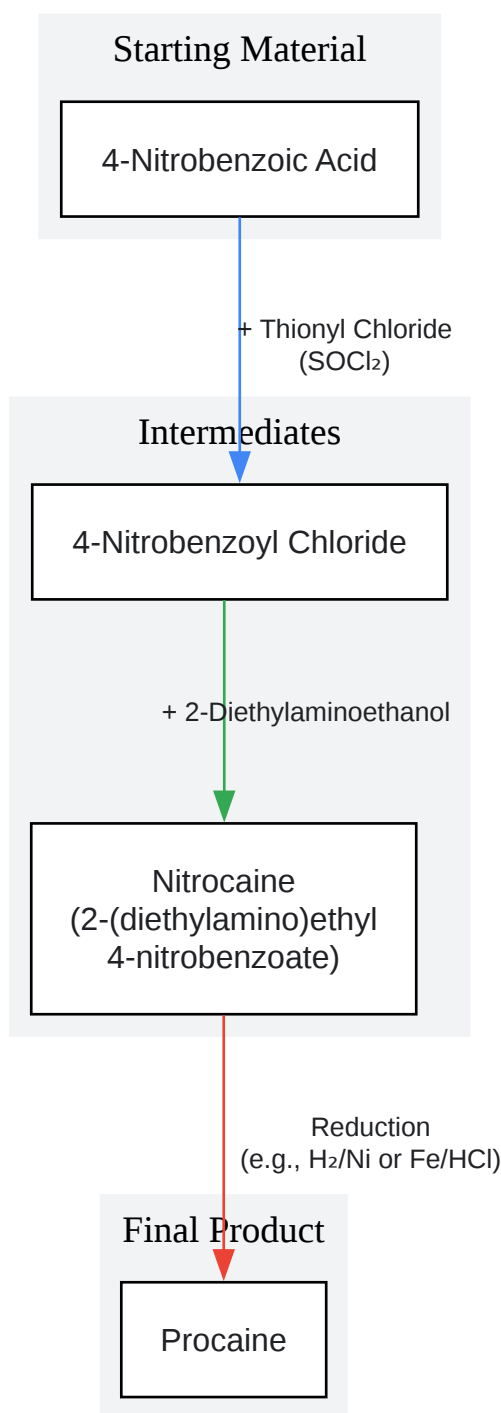 Starting Material
4-Nitrobenzoic Acid
+ Thionyl Chloride
(SOCl₂)
Intermediates
4-Nitrobenzoyl Chloride
+ 2-Diethylaminoethanol
Nitrocaine
(2-(diethylamino)ethyl
4-nitrobenzoate)
Reduction
(e.g., H₂/Ni or Fe/HCl)
Final Product
Procaine